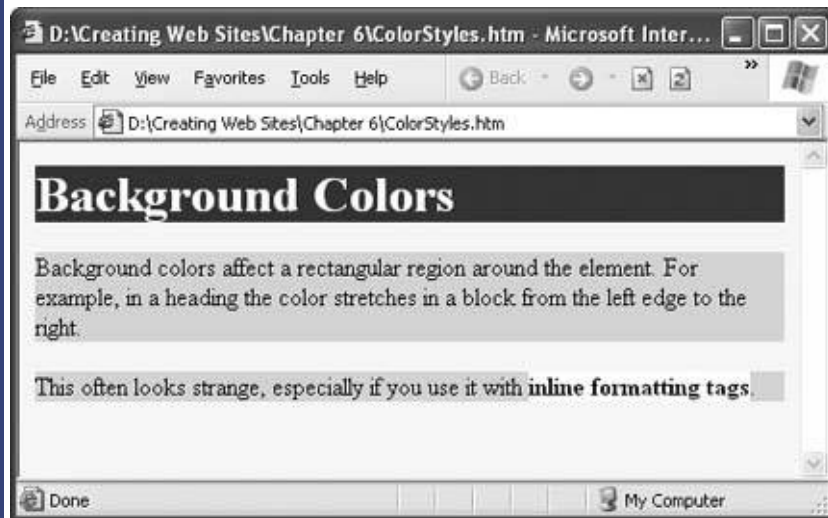 D:\Creating Web Sites\Chapter 6\ColorStyles.htm - Microsoft Inter...
File Edit View Favorites Tools Help Back »
Address D:\Creating Web Sites\Chapter 6\ColorStyles.htm
Background Colors
Background colors affect a rectangular region around the element. For
example, in a heading the color stretches in a block from the left edge to the
right.
This often looks strange, especially if you use it with inline formatting tags.
Done My Computer